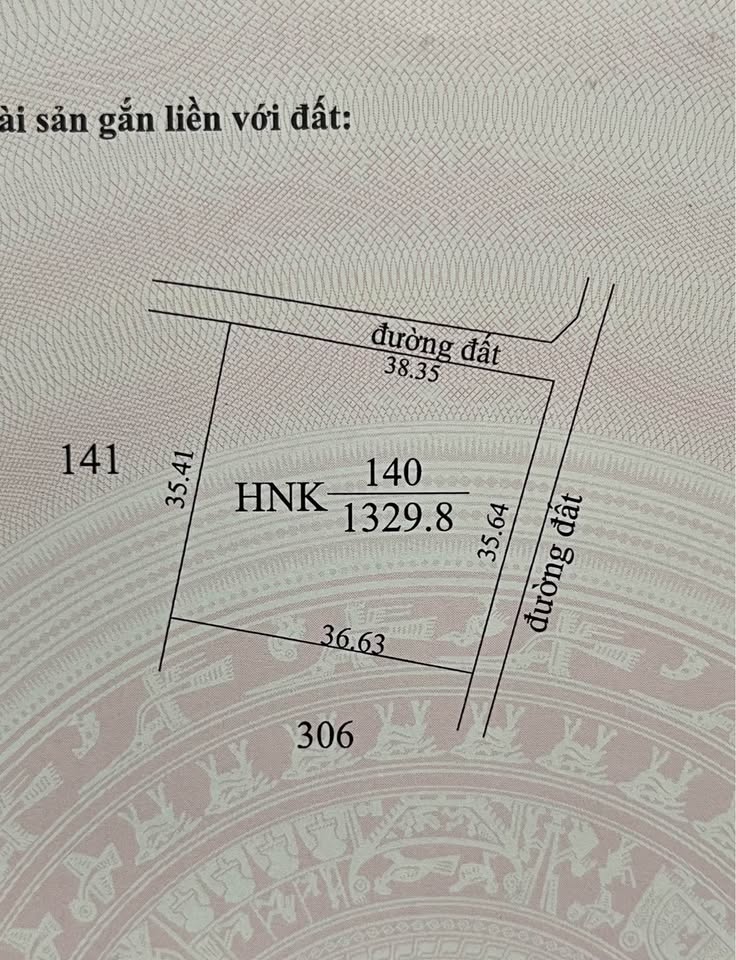 ài sản gắn liền với đất:
đường đất
38.35
141
35.41
HNK 140
1329.8
35.64
đường đất
36.63
306